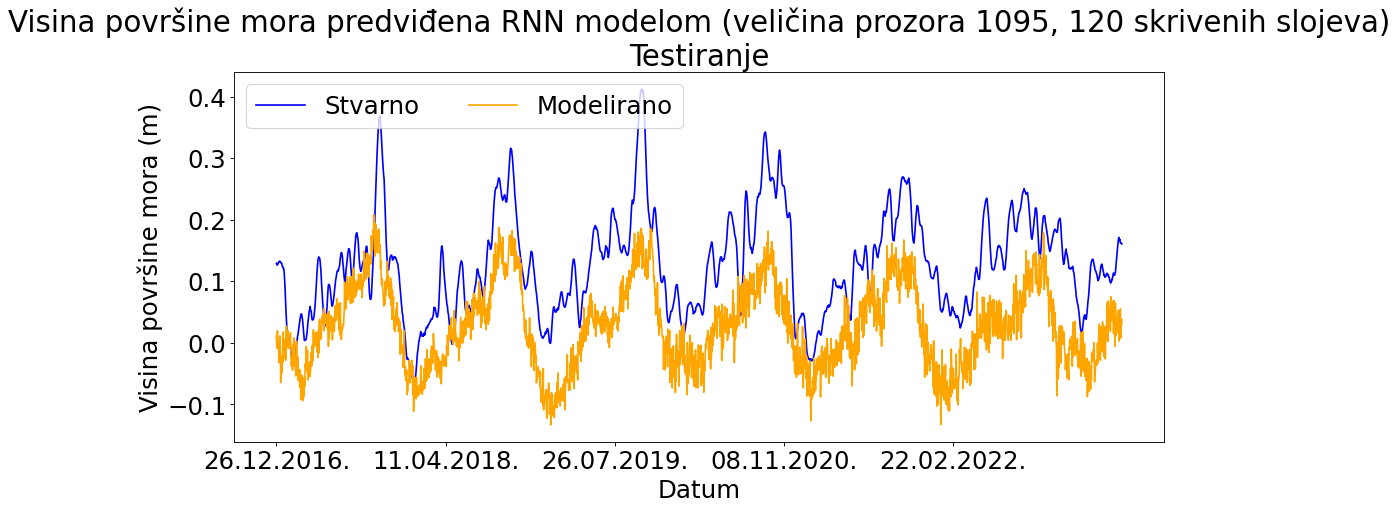 Visina površine mora predviđena RNN modelom (veličina prozora 1095, 120 skrivenih slojeva)
Testiranje
Stvarno
Modelirano
Visina površine mora (m)
0.4
0.3
0.2
0.1
0.0
−0.1
26.12.2016.
11.04.2018.
26.07.2019.
08.11.2020.
22.02.2022.
Datum